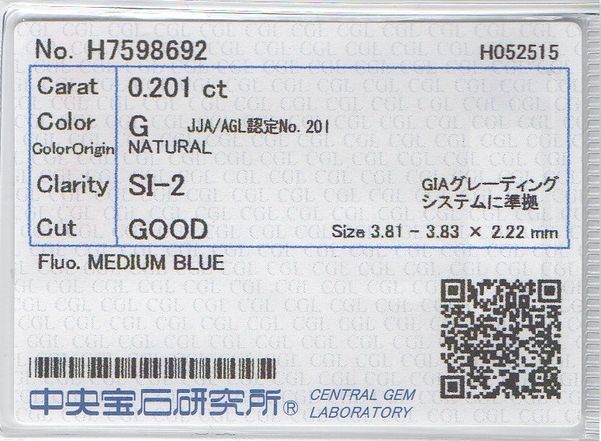 No. H7598692 H052515
Carat 0.201 ct
Color G JJA/AGL認定No. 201
ColorOrigin NATURAL
Clarity SI-2 GIAグレーディング
システムに準拠
Cut GOOD Size 3.81 - 3.83 × 2.22 mm
Fluo. MEDIUM BLUE
中央宝石研究所® CENTRAL GEM
LABORATORY